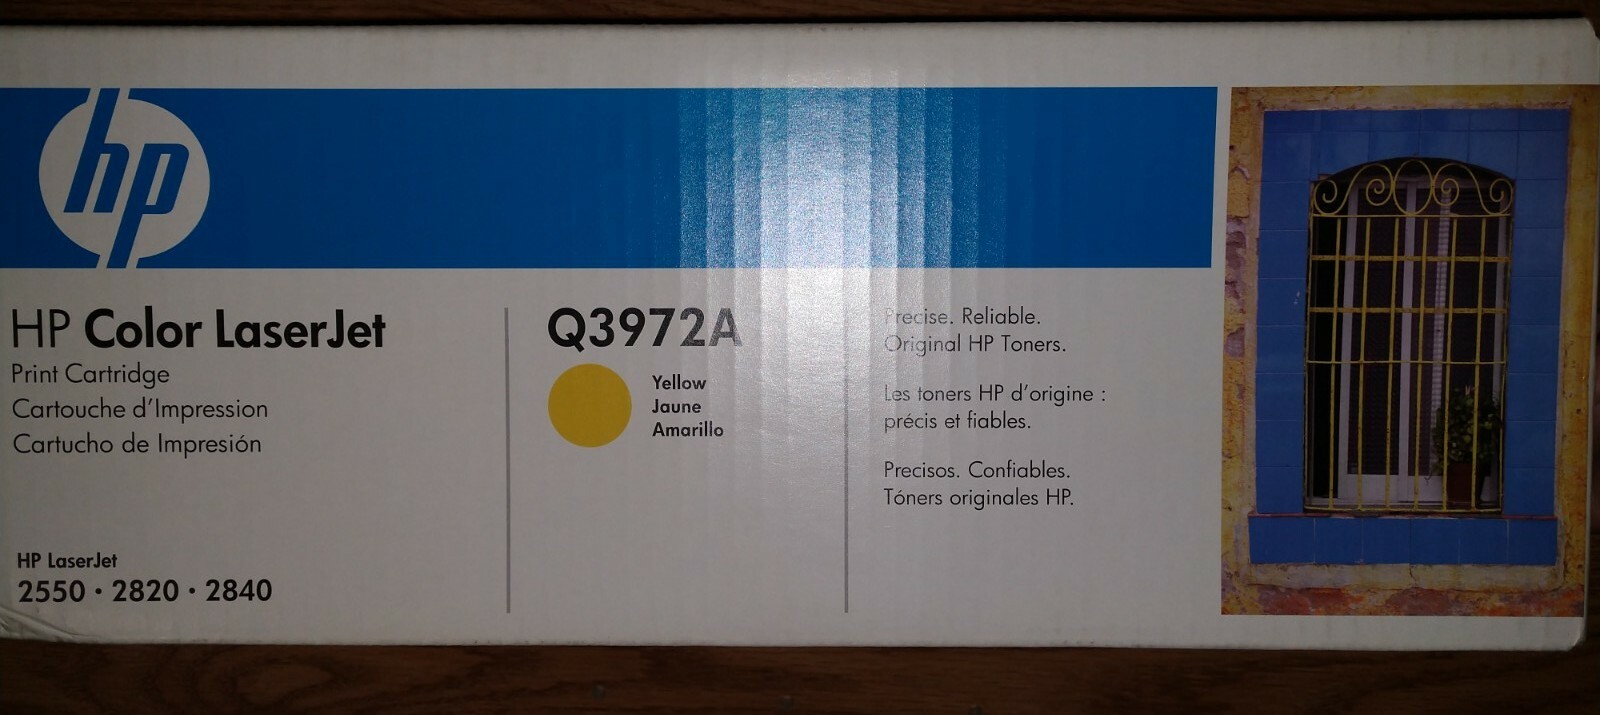 hp
HP Color LaserJet
Print Cartridge
Cartouche d'Impression
Cartucho de Impresión
HP LaserJet
2550 · 2820 · 2840
Q3972A
Yellow
Jaune
Amarillo
Precise. Reliable.
Original HP Toners.
Les toners HP d'origine :
précis et fiables.
Precisos. Confiables.
Tóners originales HP.